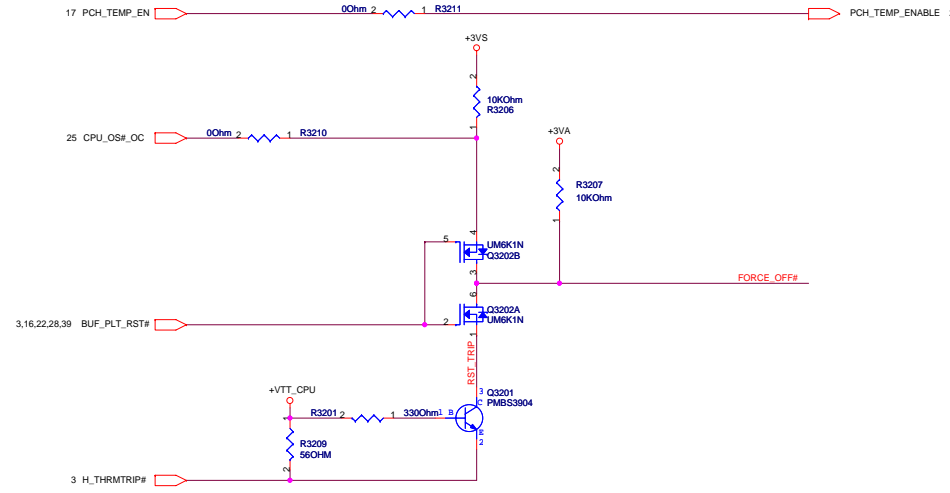 17 PCH_TEMP_EN
0Ohm 2 1 R3211
PCH_TEMP_ENABLE
+3VS
2
10KOhm
R3206
1
25 CPU_OS#_OC
0Ohm 2 1 R3210
+3VA
2
R3207
10KOhm
1
5
4
UM6K1N
Q3202B
3
FORCE_OFF#
6
Q3202A
UM6K1N
2
1
3,16,22,28,39 BUF_PLT_RST#
RST_TRIP
+VTT_CPU
3 Q3201
C PMBS3904
R3201 2 1 330Ohm 1 B
E
2
R3209
56OHM
2
3 H_THRMTRIP#